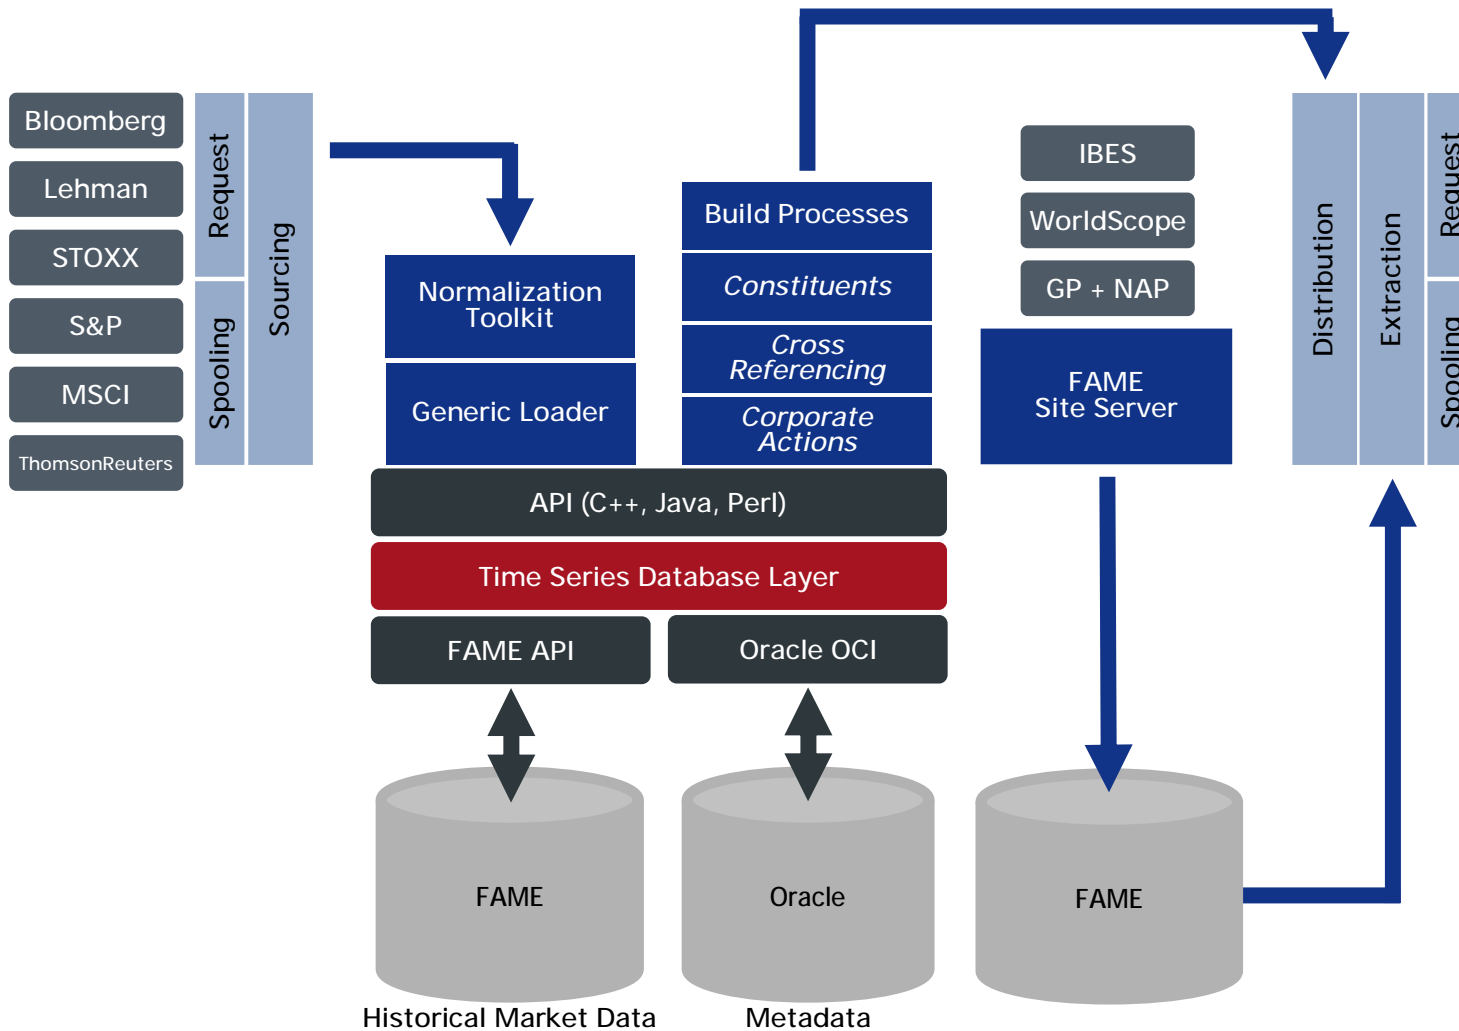 Bloomberg
Lehman
STOXX
S&P
MSCI
ThomsonReuters
Request
Spooling
Sourcing
Normalization
Toolkit
Generic Loader
Build Processes
Constituents
Cross
Referencing
Corporate
Actions
IBES
WorldScope
GP + NAP
FAME
Site Server
Distribution
Extraction
Request
Spooling
API (C++, Java, Perl)
Time Series Database Layer
FAME API
Oracle OCI
FAME
Oracle
FAME
Historical Market Data
Metadata